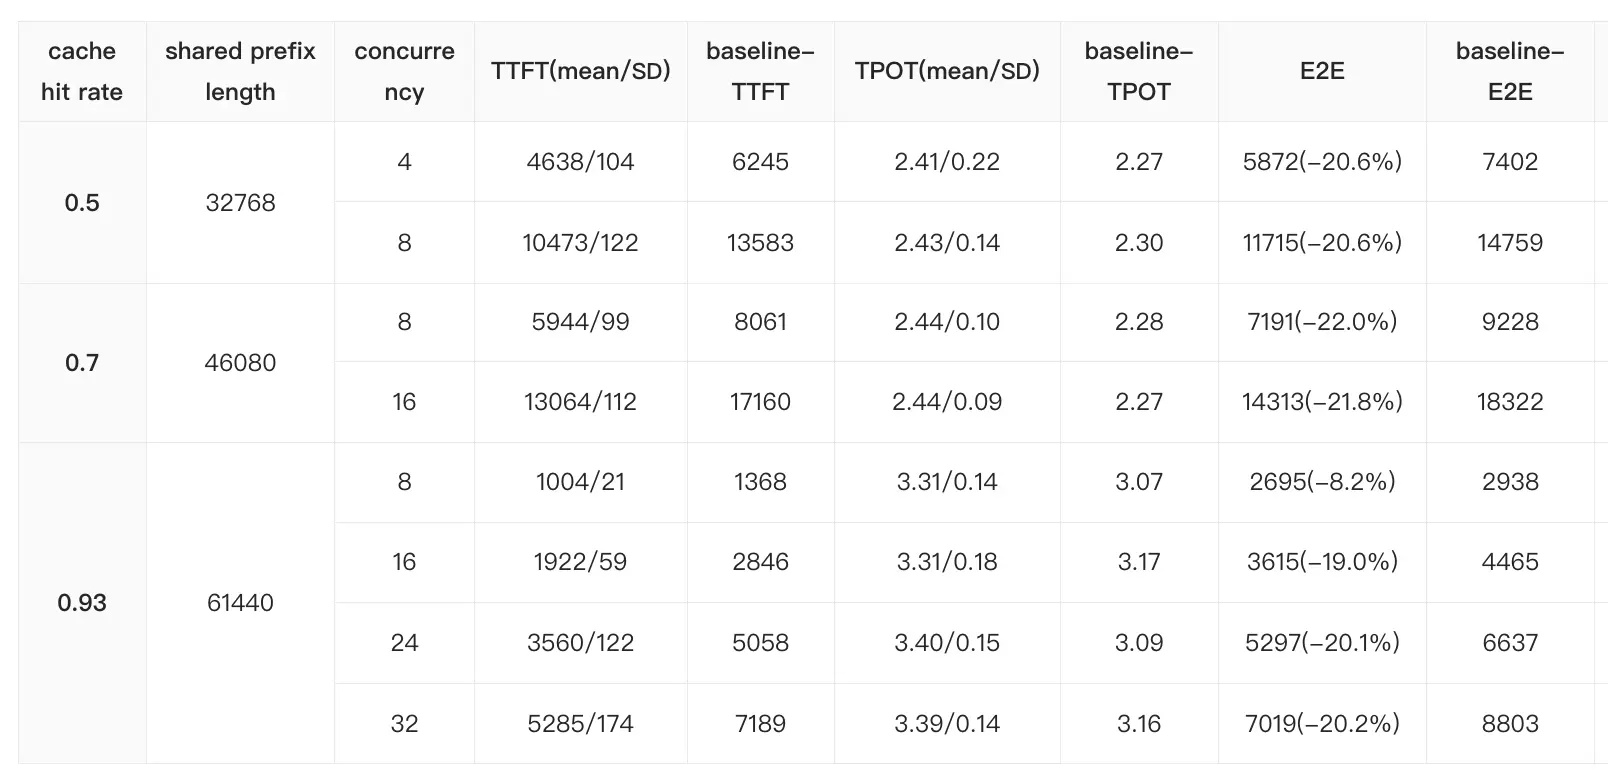 cache hit rate shared prefix length concurrency TTFT(mean/SD) baseline-TTFT TPOT(mean/SD) baseline-TPOT E2E baseline-E2E
0.5 32768 4 4638/104 6245 2.41/0.22 2.27 5872(-20.6%) 7402
8 10473/122 13583 2.43/0.14 2.30 11715(-20.6%) 14759
0.7 46080 8 5944/99 8061 2.44/0.10 2.28 7191(-22.0%) 9228
16 13064/112 17160 2.44/0.09 2.27 14313(-21.8%) 18322
0.93 61440 8 1004/21 1368 3.31/0.14 3.07 2695(-8.2%) 2938
16 1922/59 2846 3.31/0.18 3.17 3615(-19.0%) 4465
24 3560/122 5058 3.40/0.15 3.09 5297(-20.1%) 6637
32 5285/174 7189 3.39/0.14 3.16 7019(-20.2%) 8803